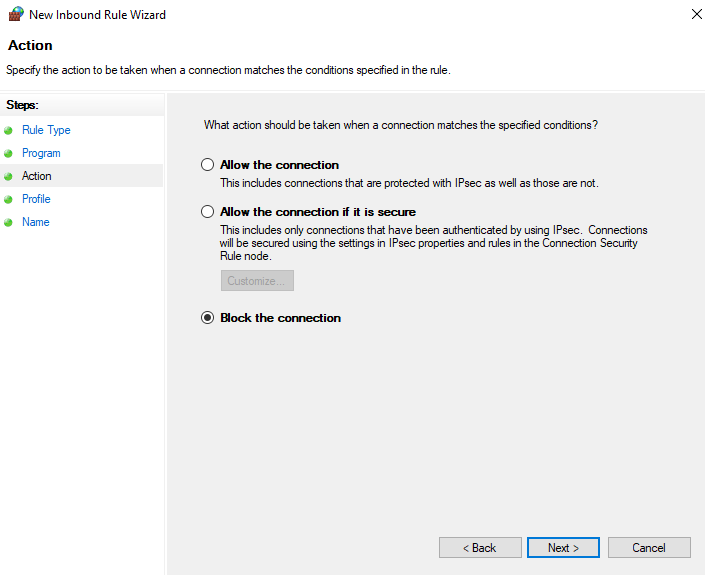 New Inbound Rule Wizard
Action
Specify the action to be taken when a connection matches the conditions specified in the rule.
Steps:
Rule Type
Program
Action
Profile
Name
What action should be taken when a connection matches the specified conditions?
Allow the connection
This includes connections that are protected with IPsec as well as those are not.
Allow the connection if it is secure
This includes only connections that have been authenticated by using IPsec. Connections
will be secured using the settings in IPsec properties and rules in the Connection Security
Rule node.
Customize...
Block the connection
< Back
Next >
Cancel